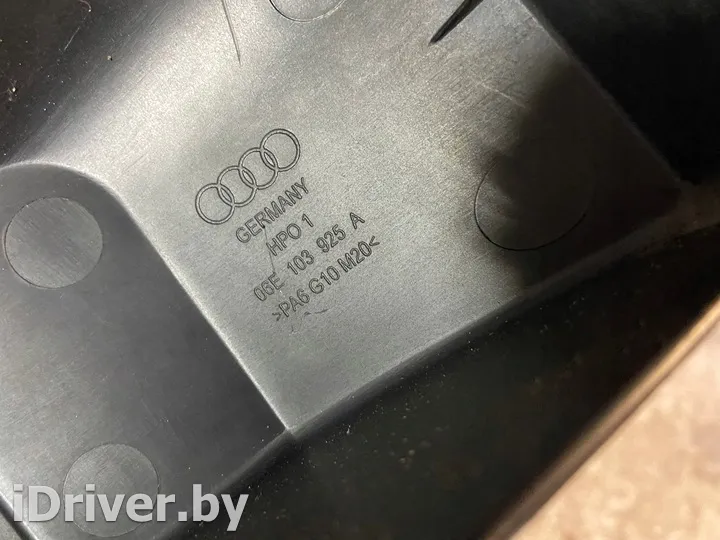 GERMANY
HPO 1
06E 103 925 A
>PA6 G10 M20<
iDriver.by